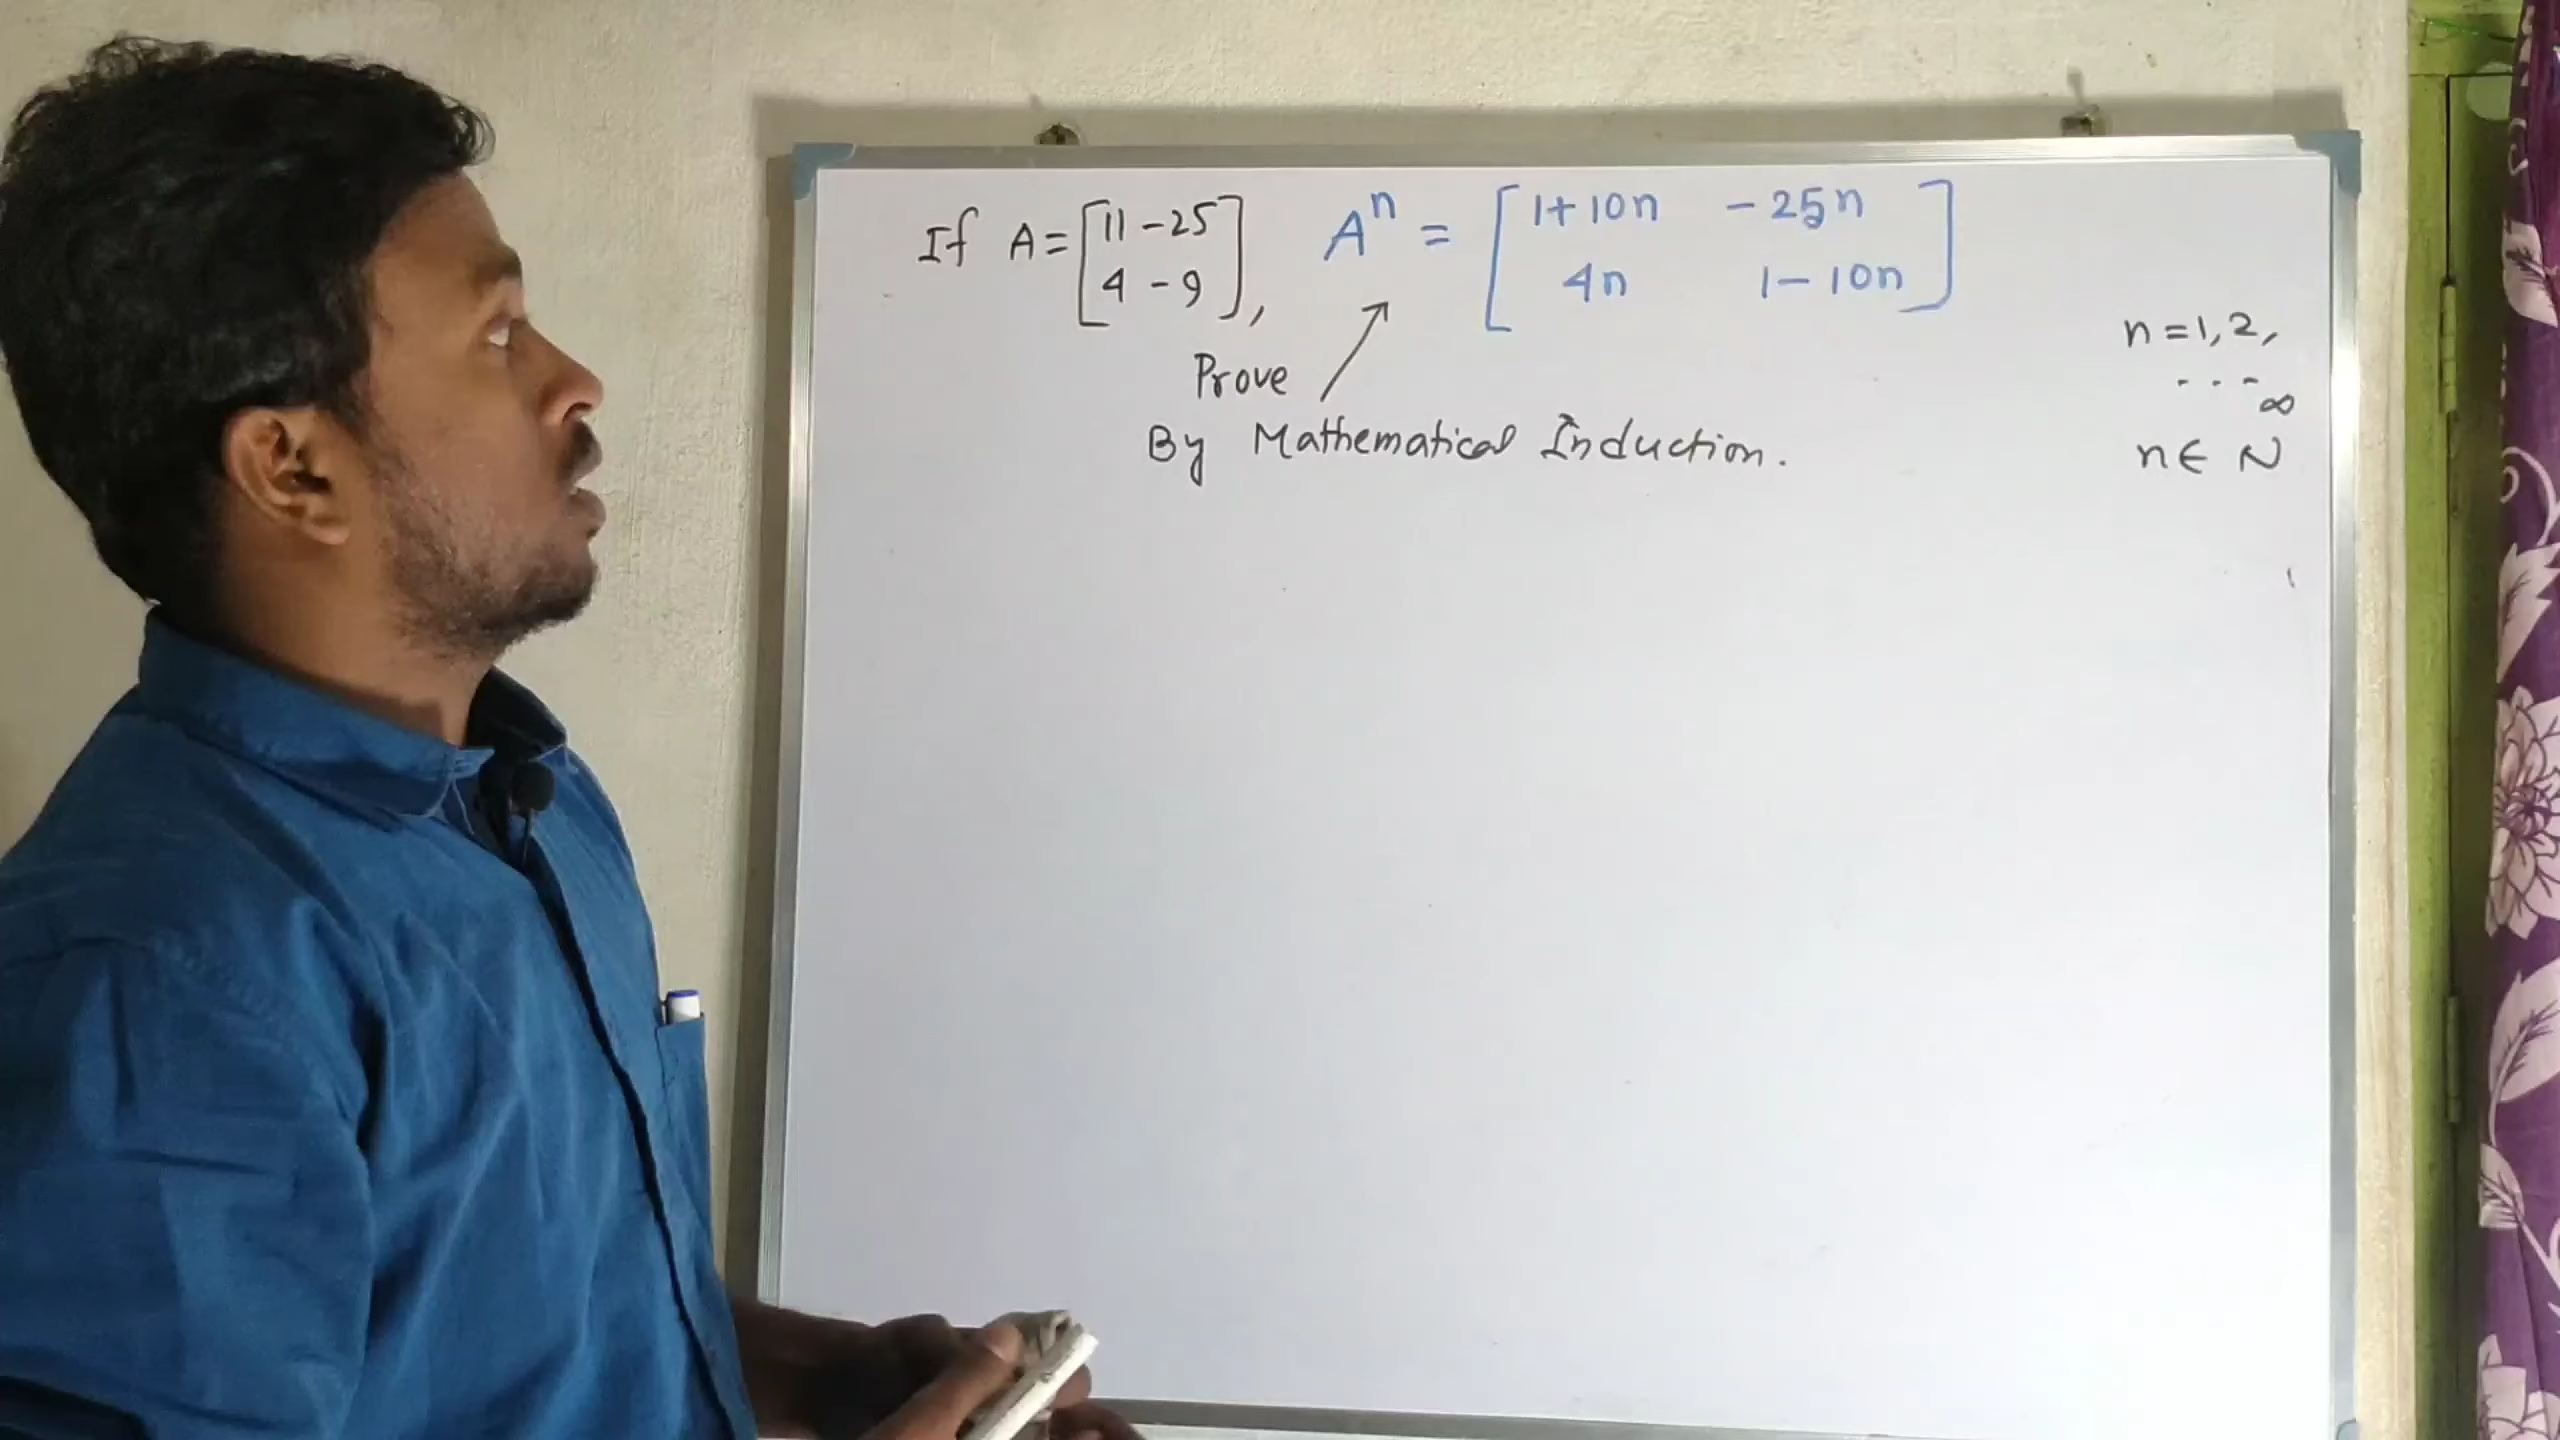 If A = [11 -25
4 -9], Aⁿ = [1+10n -25n
4n 1-10n]
n = 1, 2,
... ∞
n ∈ N
Prove
By Mathematical Induction.